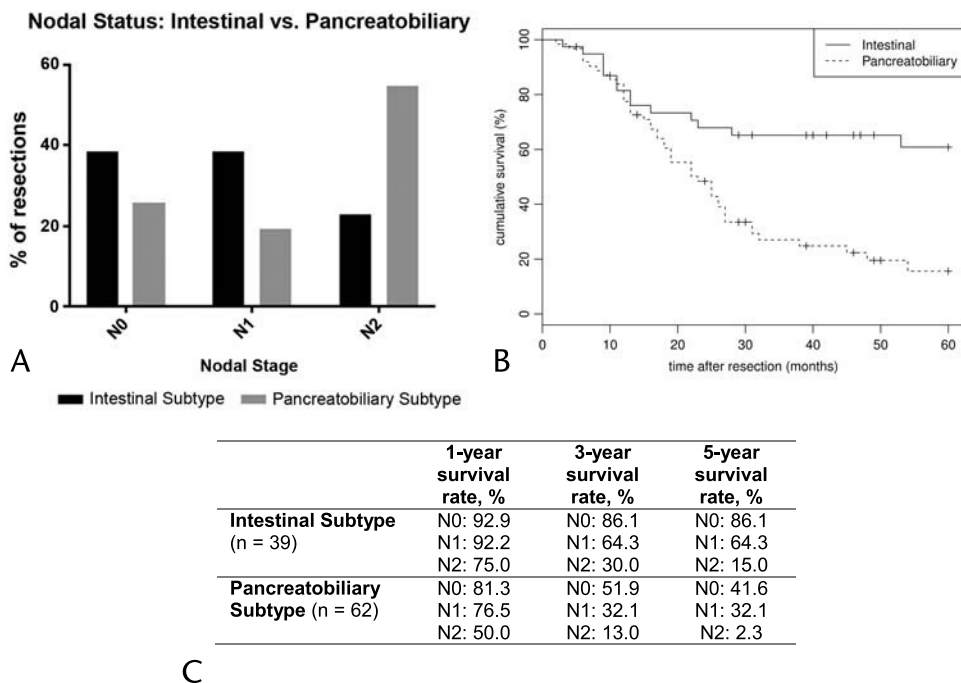 Nodal Status: Intestinal vs. Pancreatobiliary
% of resections
60
40
20
0
N0
N1
N2
Nodal Stage
A
Intestinal Subtype
Pancreatobiliary Subtype
Intestinal
Pancreatobiliary
cumulative survival (%)
100
80
60
40
20
0
0 10 20 30 40 50 60
time after resection (months)
B
1-year survival rate, % 3-year survival rate, % 5-year survival rate, %
Intestinal Subtype N0: 92.9 N0: 86.1 N0: 86.1
(n = 39) N1: 92.2 N1: 64.3 N1: 64.3
N2: 75.0 N2: 30.0 N2: 15.0
Pancreatobiliary N0: 81.3 N0: 51.9 N0: 41.6
Subtype (n = 62) N1: 76.5 N1: 32.1 N1: 32.1
N2: 50.0 N2: 13.0 N2: 2.3
C